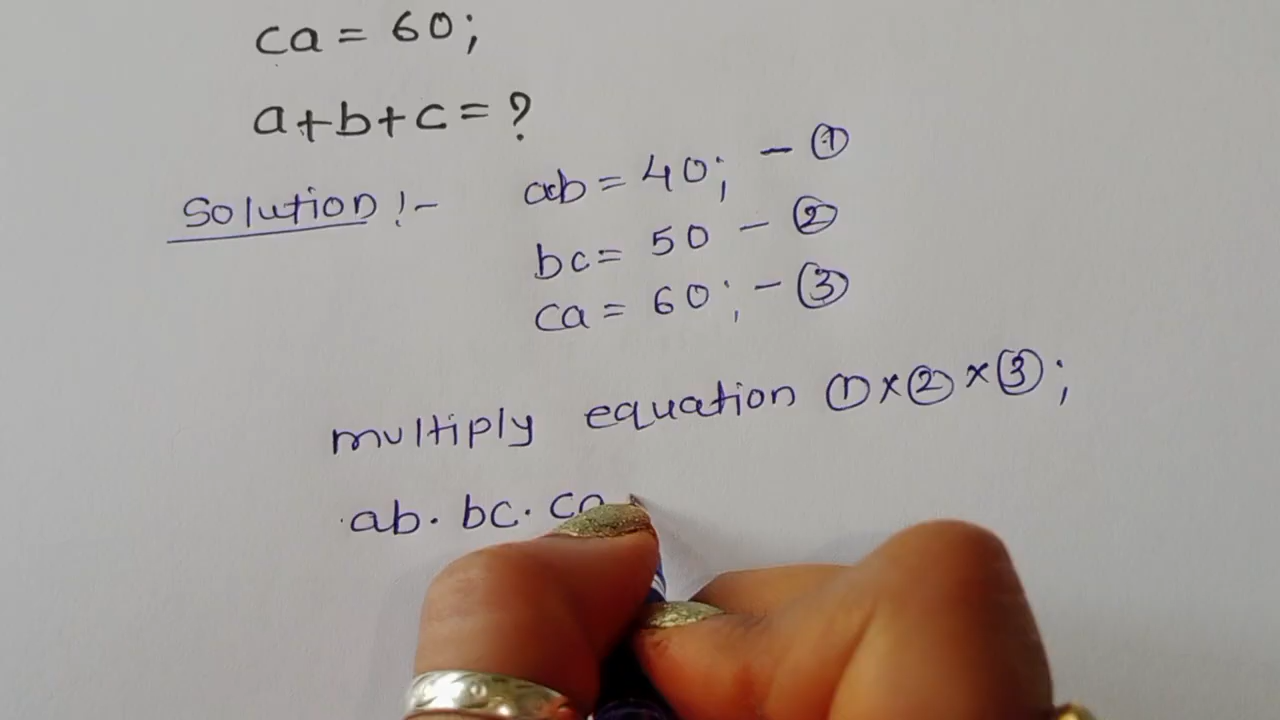 ca = 60;
a+b+c = ?
Solution !-
ab = 40; - ①
bc = 50 - ②
ca = 60; - ③
multiply equation ①×②×③;
ab. bc. ca